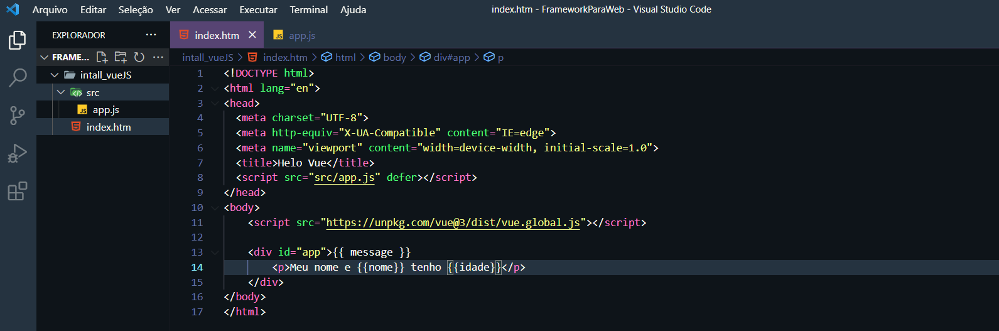 Arquivo Editar Seleção Ver Acessar Executar Terminal Ajuda index.htm - FrameworkParaWeb - Visual Studio Code
EXPLORADOR ···
FRAME... ···
intall_vueJS
src
JS app.js
index.htm
index.htm × JS app.js
intall_vueJS > index.htm > html > body > div#app > p
1 <!DOCTYPE html>
2 <html lang="en">
3 <head>
4 <meta charset="UTF-8">
5 <meta http-equiv="X-UA-Compatible" content="IE=edge">
6 <meta name="viewport" content="width=device-width, initial-scale=1.0">
7 <title>Helo Vue</title>
8 <script src="src/app.js" defer></script>
9 </head>
10 <body>
11 <script src="https://unpkg.com/vue@3/dist/vue.global.js"></script>
12
13 <div id="app">{{ message }}
14 <p>Meu nome e {{nome}} tenho {{idade}}</p>
15 </div>
16 </body>
17 </html>